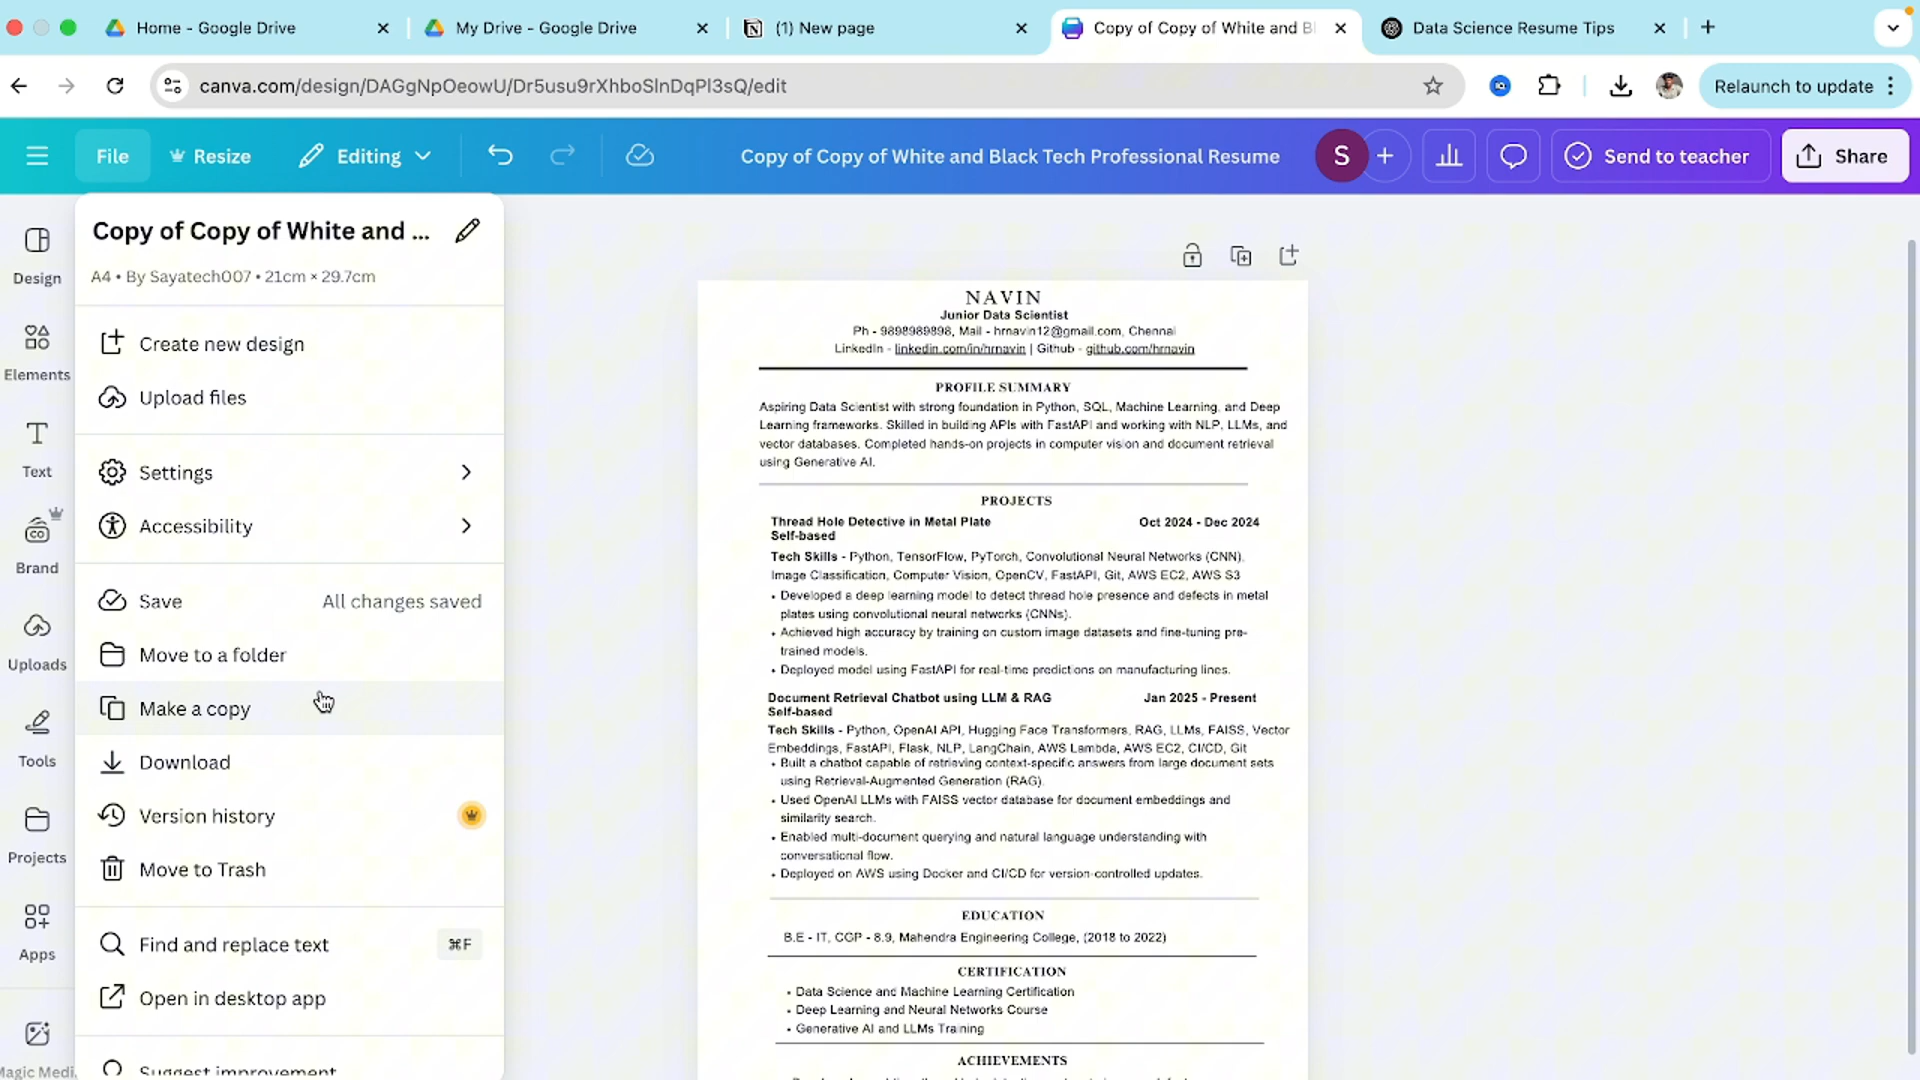 Home - Google Drive
My Drive - Google Drive
(1) New page
Copy of Copy of White and B
Data Science Resume Tips
canva.com/design/DAGgNpOeowU/Dr5usu9rXhboSlnDqPl3sQ/edit
Relaunch to update
File
Resize
Editing
Copy of Copy of White and Black Tech Professional Resume
S
Send to teacher
Share
Design
Elements
Text
Brand
Uploads
Tools
Projects
Apps
Magic Medi
Copy of Copy of White and ...
A4 • By Sayatech007 • 21cm × 29.7cm
Create new design
Upload files
Settings
Accessibility
Save All changes saved
Move to a folder
Make a copy
Download
Version history
Move to Trash
Find and replace text ⌘F
Open in desktop app
Suggest improvement
NAVIN
Junior Data Scientist
Ph - 9898989898, Mail - hrnavin12@gmail.com, Chennai
LinkedIn - linkedin.com/in/hrnavin | Github - github.com/hrnavin
PROFILE SUMMARY
Aspiring Data Scientist with strong foundation in Python, SQL, Machine Learning, and Deep
Learning frameworks. Skilled in building APIs with FastAPI and working with NLP, LLMs, and
vector databases. Completed hands-on projects in computer vision and document retrieval
using Generative AI.
PROJECTS
Thread Hole Detective in Metal Plate Oct 2024 - Dec 2024
Self-based
Tech Skills - Python, TensorFlow, PyTorch, Convolutional Neural Networks (CNN),
Image Classification, Computer Vision, OpenCV, FastAPI, Git, AWS EC2, AWS S3
• Developed a deep learning model to detect thread hole presence and defects in metal
plates using convolutional neural networks (CNNs).
• Achieved high accuracy by training on custom image datasets and fine-tuning pre-
trained models.
• Deployed model using FastAPI for real-time predictions on manufacturing lines.
Document Retrieval Chatbot using LLM & RAG Jan 2025 - Present
Self-based
Tech Skills - Python, OpenAI API, Hugging Face Transformers, RAG, LLMs, FAISS, Vector
Embeddings, FastAPI, Flask, NLP, LangChain, AWS Lambda, AWS EC2, CI/CD, Git
• Built a chatbot capable of retrieving context-specific answers from large document sets
using Retrieval-Augmented Generation (RAG).
• Used OpenAI LLMs with FAISS vector database for document embeddings and
similarity search.
• Enabled multi-document querying and natural language understanding with
conversational flow.
• Deployed on AWS using Docker and CI/CD for version-controlled updates.
EDUCATION
B.E - IT, CGP - 8.9, Mahendra Engineering College, (2018 to 2022)
CERTIFICATION
• Data Science and Machine Learning Certification
• Deep Learning and Neural Networks Course
• Generative AI and LLMs Training
ACHIEVEMENTS